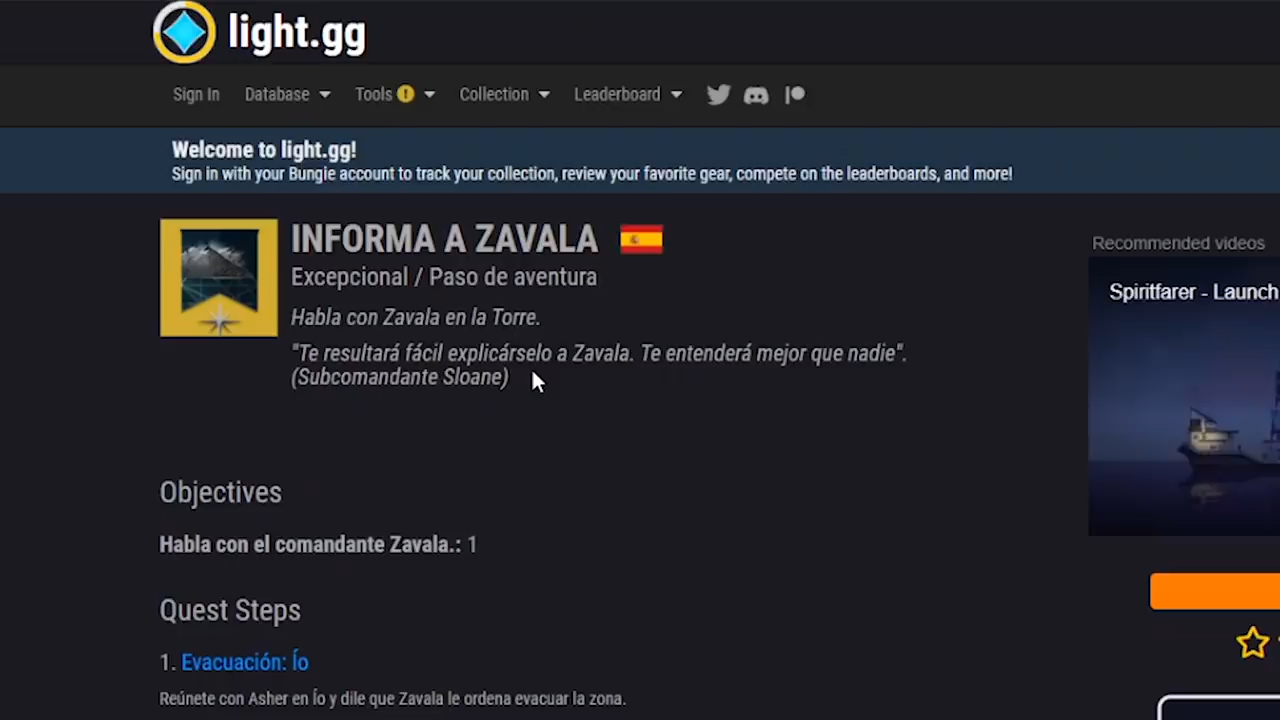 light.gg
Sign In Database Tools Collection Leaderboard
Welcome to light.gg!
Sign in with your Bungie account to track your collection, review your favorite gear, compete on the leaderboards, and more!
INFORMA A ZAVALA
Excepcional / Paso de aventura
Habla con Zavala en la Torre.
"Te resultará fácil explicárselo a Zavala. Te entenderá mejor que nadie".
(Subcomandante Sloane)
Recommended videos
Spiritfarer - Launch
Objectives
Habla con el comandante Zavala.: 1
Quest Steps
1. Evacuación: Ío
Reúnete con Asher en Ío y dile que Zavala le ordena evacuar la zona.